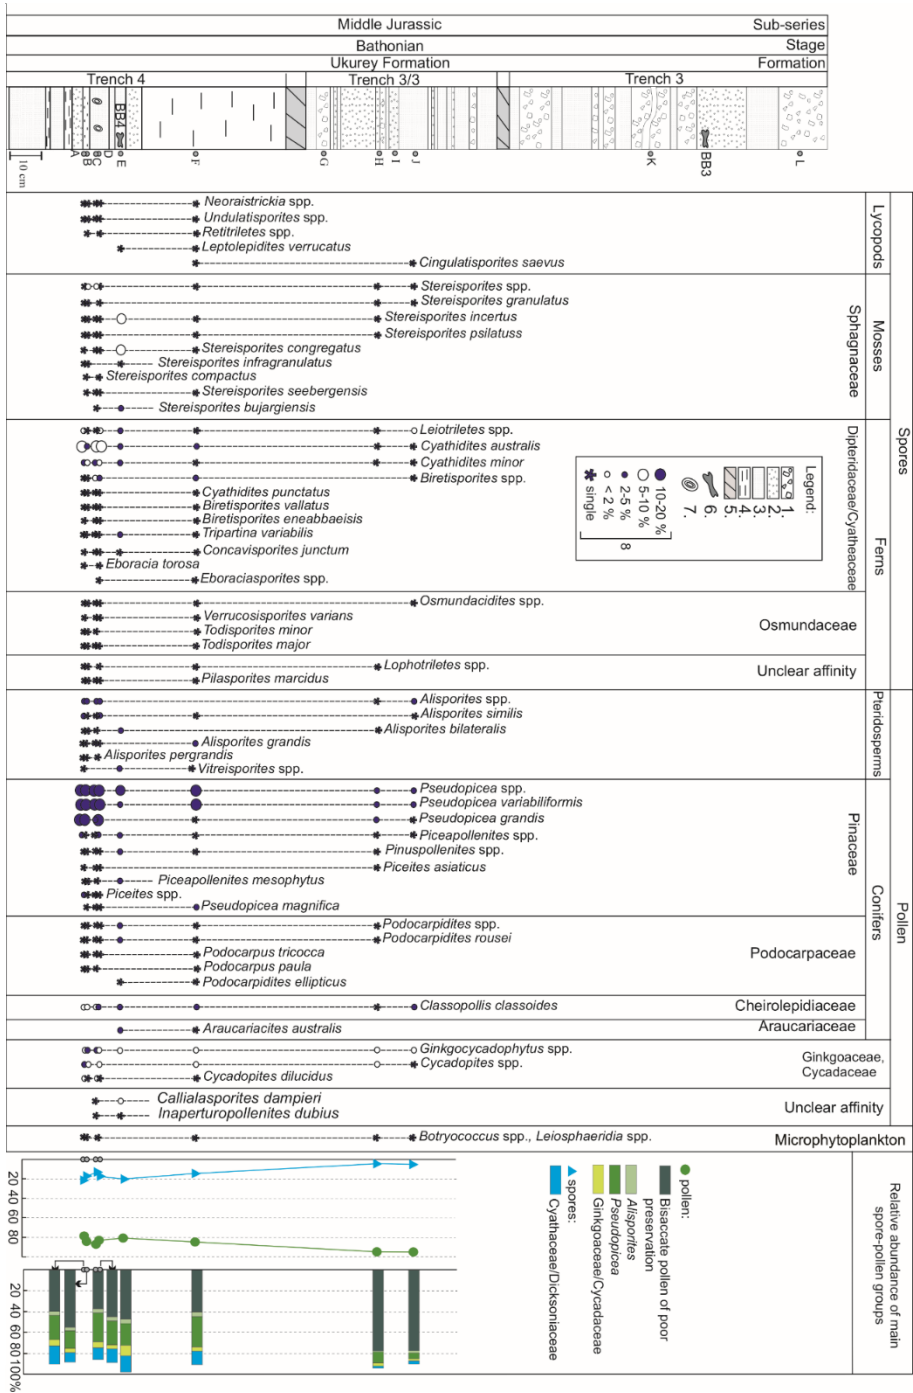 Middle Jurassic
Sub-series
Bathonian
Stage
Ukurey Formation
Formation
Trench 4
Trench 3/3
Trench 3
BB4
BB3
A
B
C
D
E
F
G
H
I
J
K
L
10 cm
Neoraistrickia spp.
Undulatisporites spp.
Retitriletes spp.
Leptolepidites verrucatus
Cingulatisporites saevus
Lycopods
Stereisporites spp.
Stereisporites granulatus
Stereisporites incertus
Stereisporites psilatuss
Stereisporites congregatus
Stereisporites infragranulatus
Stereisporites compactus
Stereisporites seebergensis
Stereisporites bujargiensis
Sphagnaceae
Mosses
Spores
Leiotriletes spp.
Cyathidites australis
Cyathidites minor
Biretisporites spp.
Cyathidites punctatus
Biretisporites vallatus
Biretisporites eneabbaeisis
Tripartina variabilis
Concavisporites junctum
Eboracia torosa
Eboraciasporites spp.
Dipteridaceae/Cyatheaceae
Ferns
Legend:
1.
2.
3.
4.
5.
6.
7.
10-20 %
5-10 %
2-5 %
< 2 %
single
8
Osmundacidites spp.
Verrucosisporites varians
Todisporites minor
Todisporites major
Osmundaceae
Lophotriletes spp.
Pilasporites marcidus
Unclear affinity
Alisporites spp.
Alisporites similis
Alisporites bilateralis
Alisporites grandis
Alisporites pergrandis
Vitreisporites spp.
Pteridosperms
Pseudopicea spp.
Pseudopicea variabiliformis
Pseudopicea grandis
Piceapollenites spp.
Pinuspollenites spp.
Piceites asiaticus
Piceapollenites mesophytus
Piceites spp.
Pseudopicea magnifica
Pinaceae
Conifers
Pollen
Podocarpidites spp.
Podocarpidites rousei
Podocarpus tricocca
Podocarpus paula
Podocarpidites ellipticus
Podocarpaceae
Classopollis classoides
Cheirolepidiaceae
Araucariacites australis
Araucariaceae
Ginkgocycadophytus spp.
Cycadopites spp.
Cycadopites dilucidus
Ginkgoaceae,
Cycadaceae
Callialasporites dampieri
Inaperturopollenites dubius
Unclear affinity
Botryococcus spp., Leiosphaeridia spp.
Microphytoplankton
20
40
60
80
20
40
60
80
100%
pollen:
Bisaccate pollen of poor
preservation
Alisporites
Pseudopicea
Ginkgoaceae/Cycadaceae
spores:
Cyathaceae/Dicksoniaceae
Relative abundance of main
spore-pollen groups